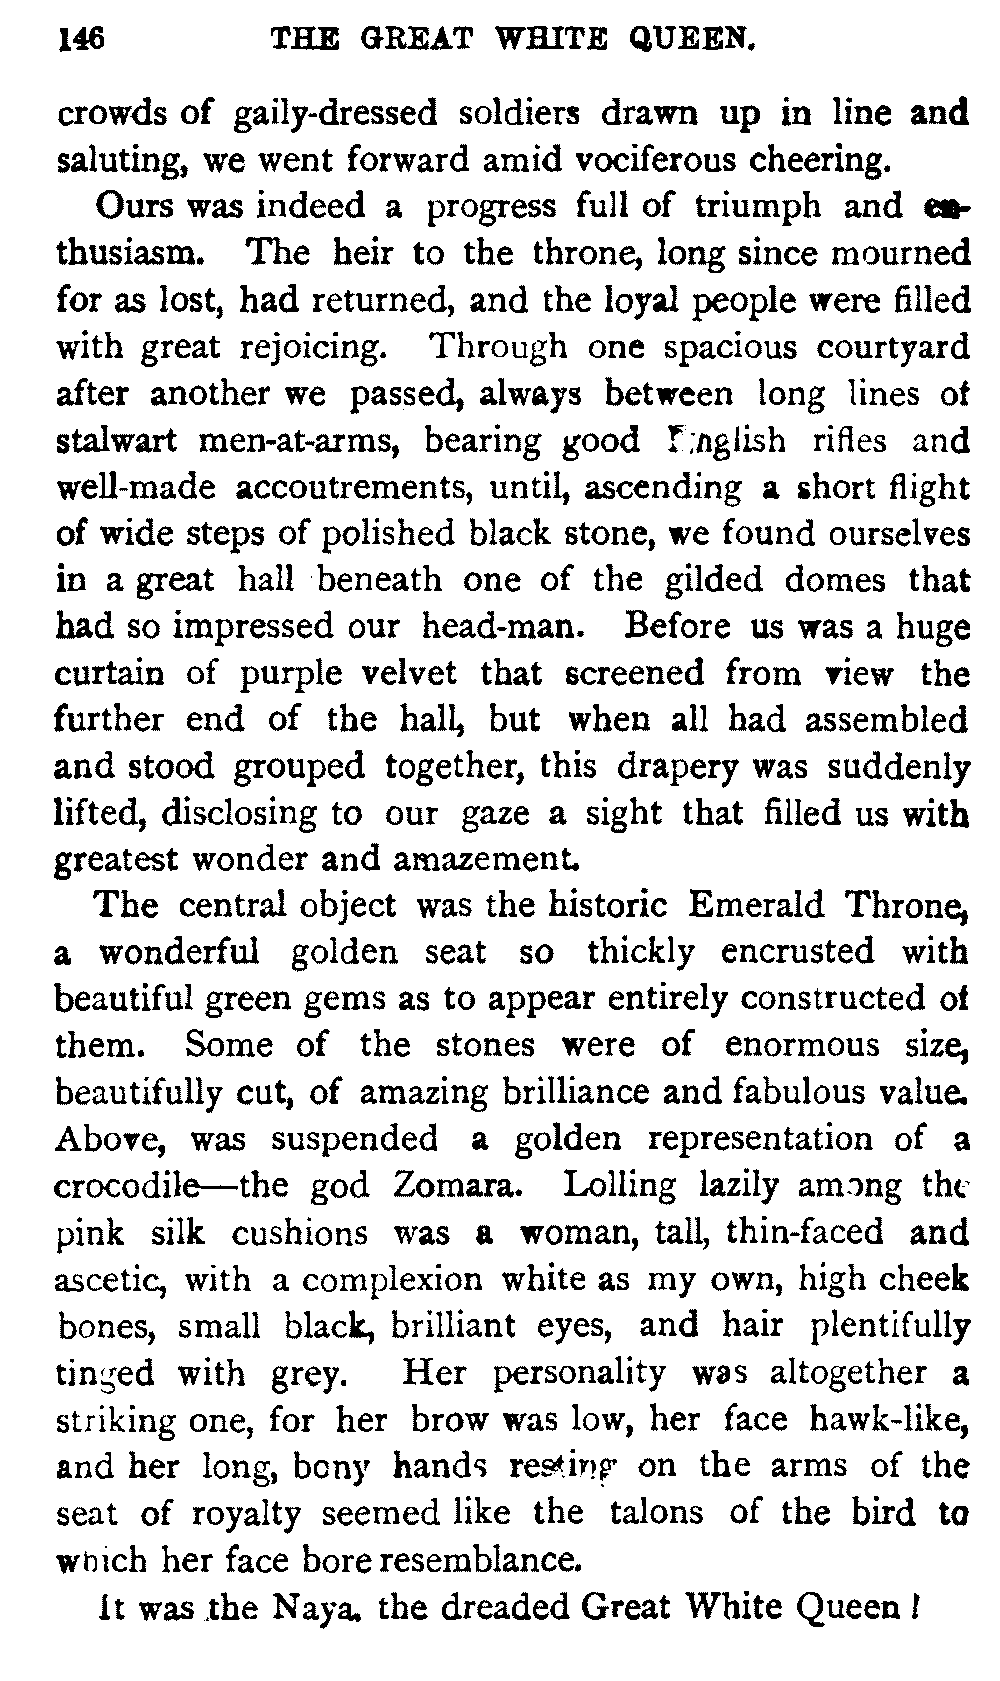 146 THE GREAT WHITE QUEEN.
crowds of gaily-dressed soldiers drawn up in line and
saluting, we went forward amid vociferous cheering.
Ours was indeed a progress full of triumph and en-
thusiasm. The heir to the throne, long since mourned
for as lost, had returned, and the loyal people were filled
with great rejoicing. Through one spacious courtyard
after another we passed, always between long lines of
stalwart men-at-arms, bearing good English rifles and
well-made accoutrements, until, ascending a short flight
of wide steps of polished black stone, we found ourselves
in a great hall beneath one of the gilded domes that
had so impressed our head-man. Before us was a huge
curtain of purple velvet that screened from view the
further end of the hall, but when all had assembled
and stood grouped together, this drapery was suddenly
lifted, disclosing to our gaze a sight that filled us with
greatest wonder and amazement.
The central object was the historic Emerald Throne,
a wonderful golden seat so thickly encrusted with
beautiful green gems as to appear entirely constructed of
them. Some of the stones were of enormous size,
beautifully cut, of amazing brilliance and fabulous value.
Above, was suspended a golden representation of a
crocodile—the god Zomara. Lolling lazily among the
pink silk cushions was a woman, tall, thin-faced and
ascetic, with a complexion white as my own, high cheek
bones, small black, brilliant eyes, and hair plentifully
tinged with grey. Her personality was altogether a
striking one, for her brow was low, her face hawk-like,
and her long, bony hands resting on the arms of the
seat of royalty seemed like the talons of the bird to
which her face bore resemblance.
It was the Naya, the dreaded Great White Queen!